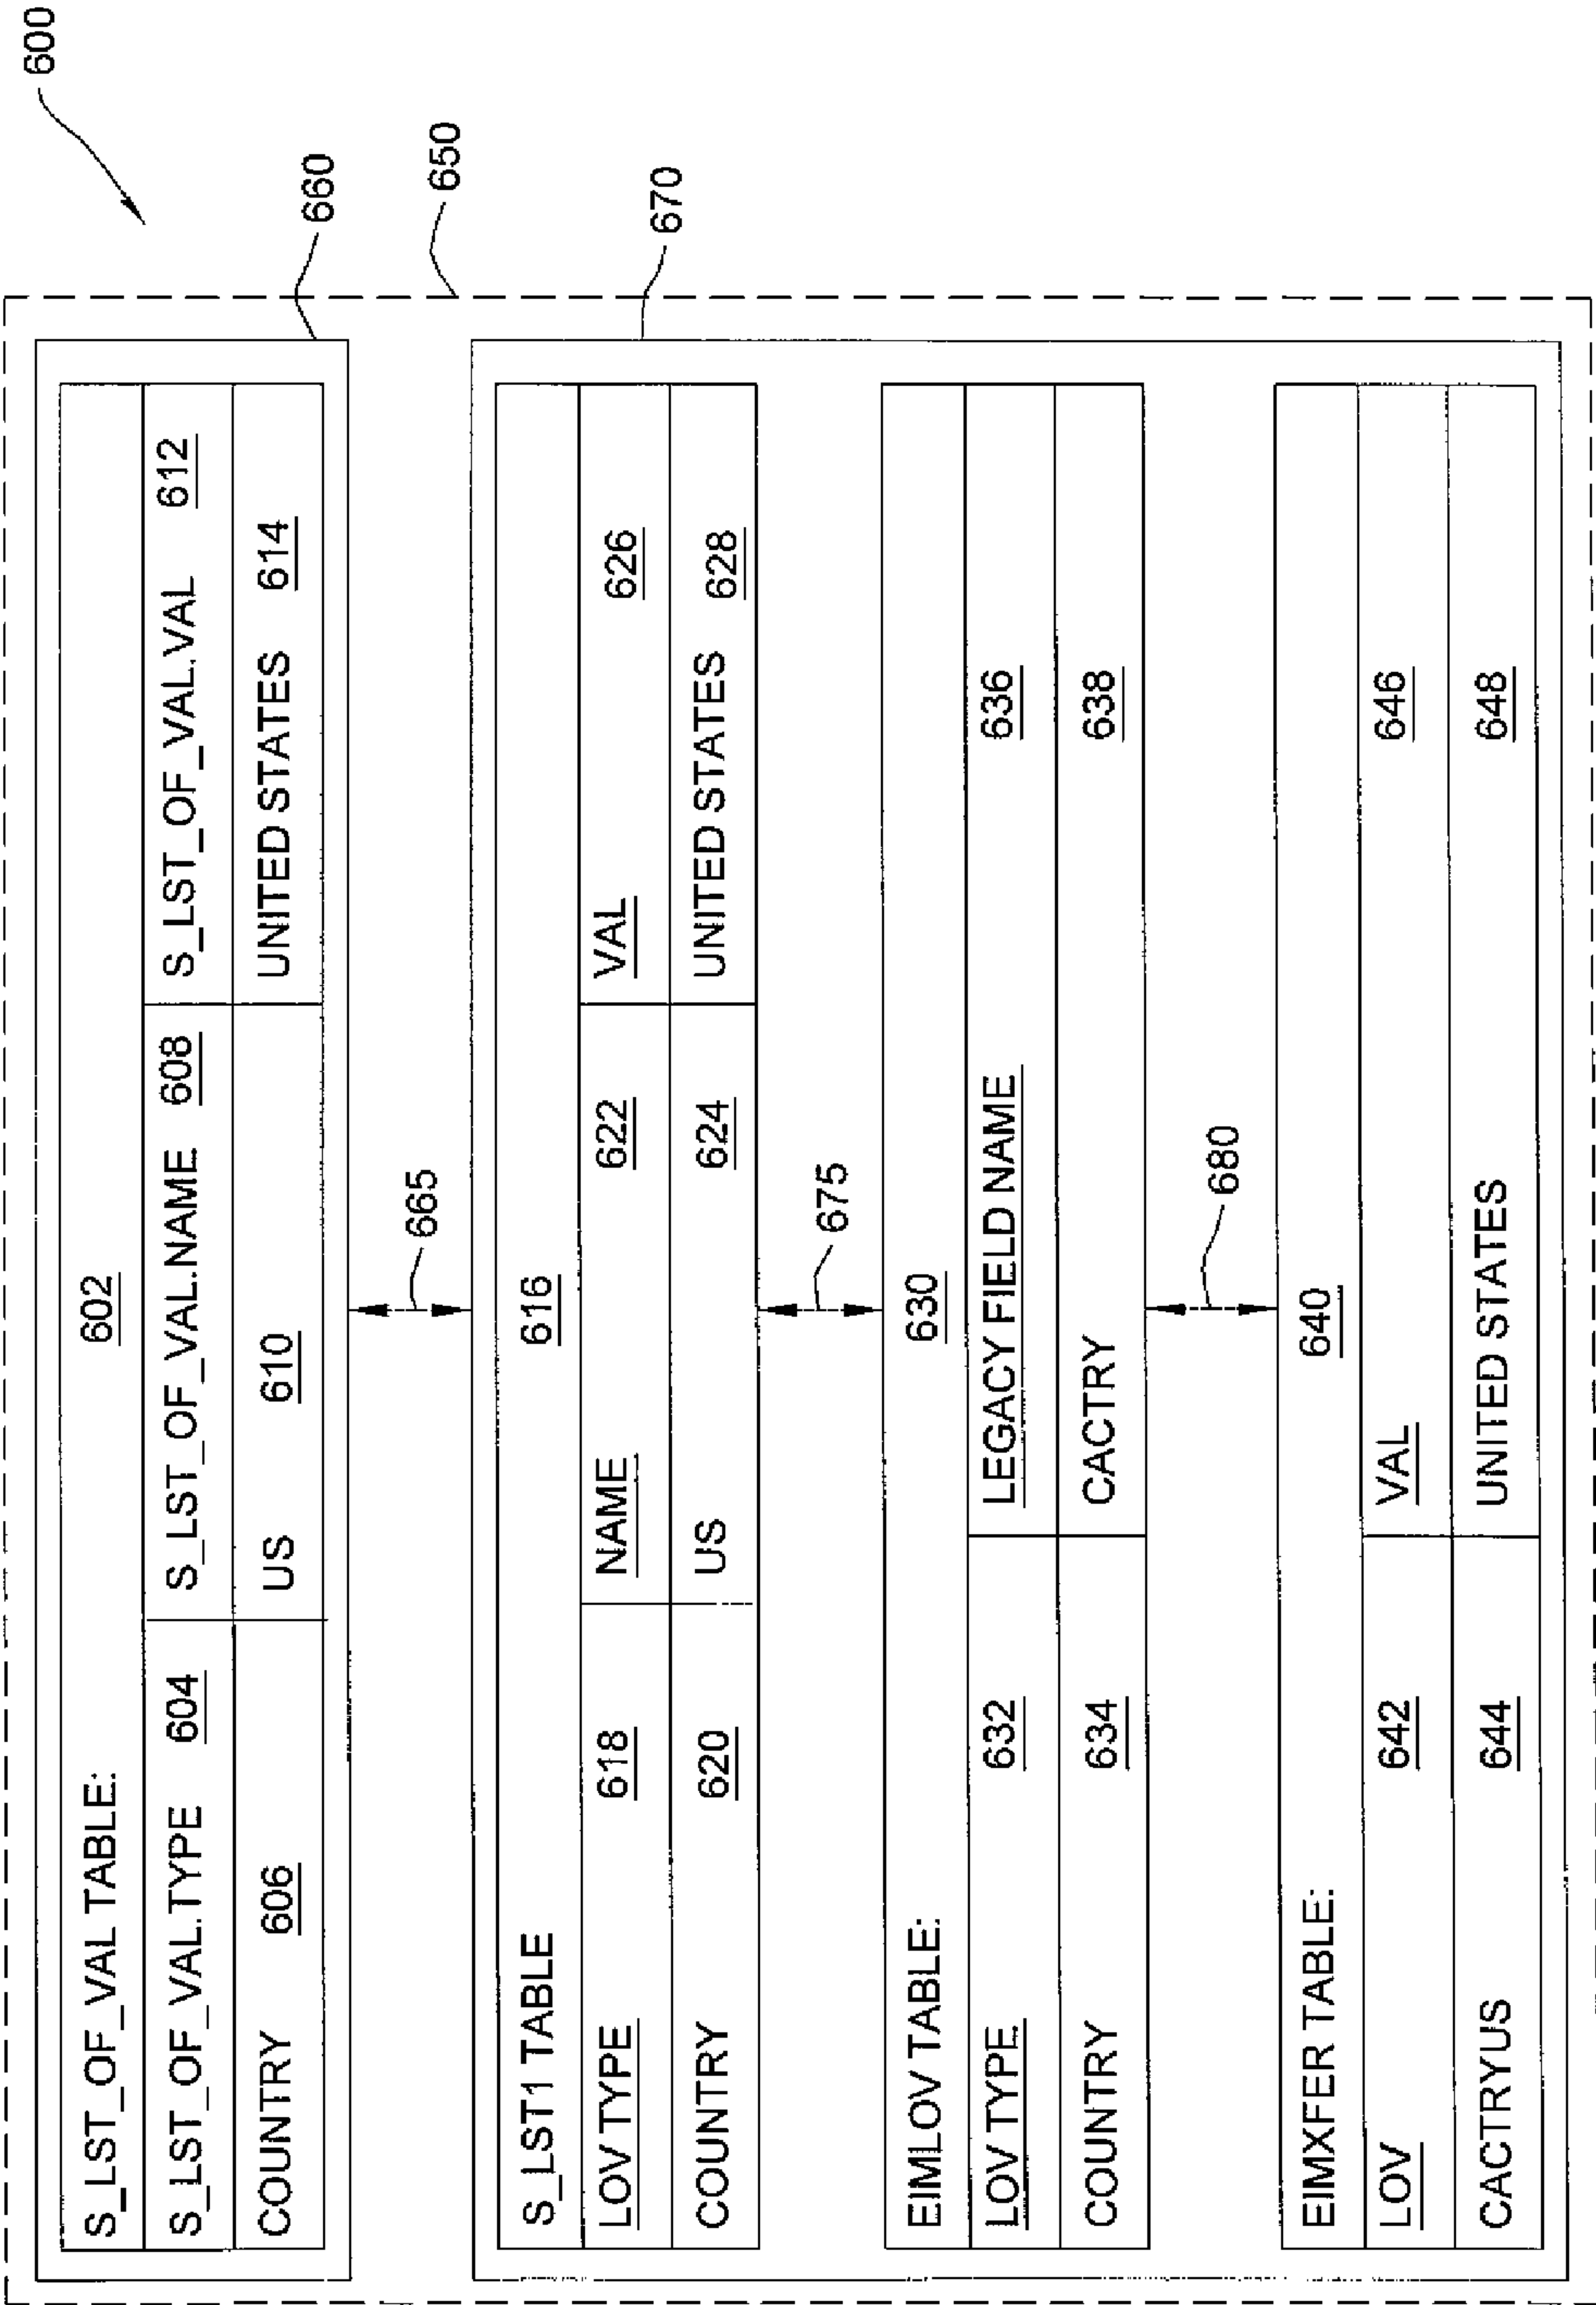 600
660
650
S_LST_OF_VAL TABLE: 602
S_LST_OF_VAL.TYPE 604 S_LST_OF_VAL.NAME 608 S_LST_OF_VAL.VAL 612
COUNTRY 606 US 610 UNITED STATES 614
665
670
S_LST1 TABLE 616
LOV TYPE 618 NAME 622 VAL 626
COUNTRY 620 US 624 UNITED STATES 628
675
EIMLOV TABLE: 630
LOV TYPE 632 LEGACY FIELD NAME 636
COUNTRY 634 CACTRY 638
680
EIMXFER TABLE: 640
LOV 642 VAL 646
CACTRYUS 644 UNITED STATES 648